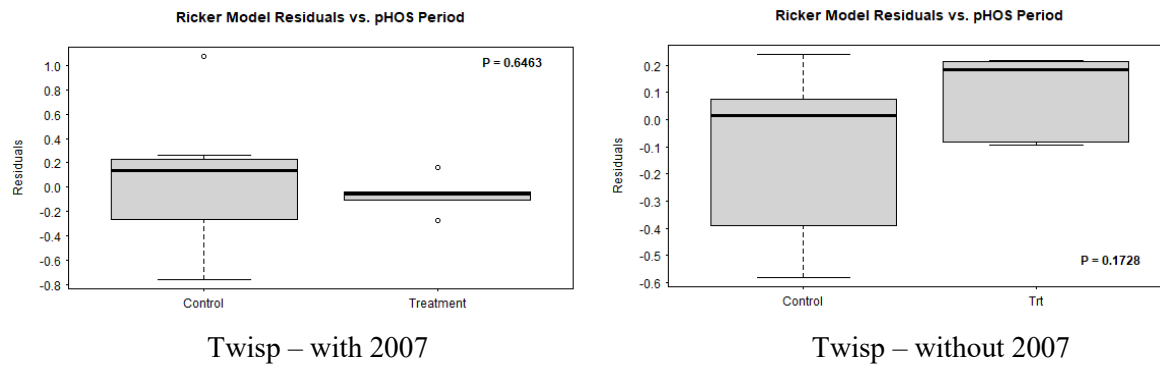 Ricker Model Residuals vs. pHOS Period
P = 0.6463
Residuals
1.0
0.8
0.6
0.4
0.2
0.0
-0.2
-0.4
-0.6
-0.8
Control
Treatment
Twisp – with 2007
Ricker Model Residuals vs. pHOS Period
Residuals
0.2
0.1
0.0
-0.1
-0.2
-0.3
-0.4
-0.5
-0.6
P = 0.1728
Control
Trt
Twisp – without 2007